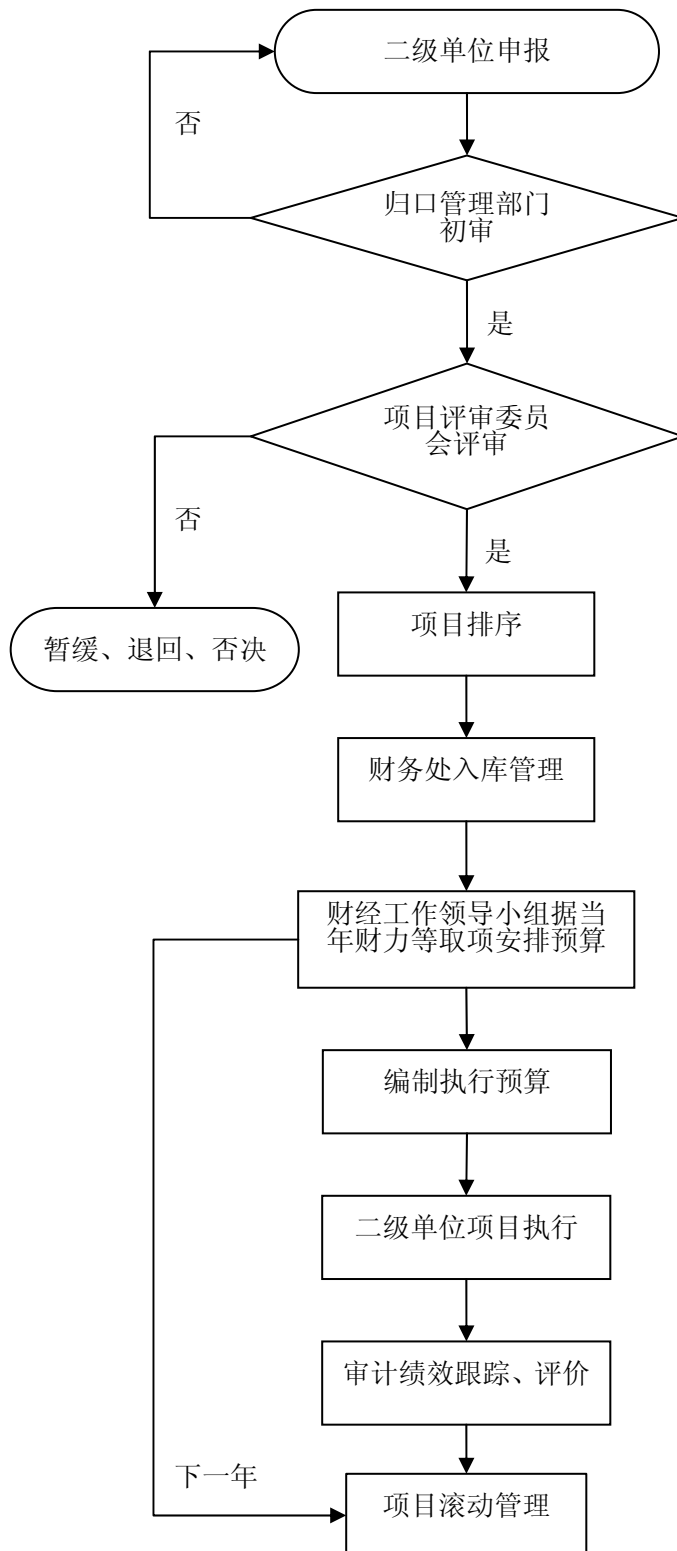 二级单位申报
否
归口管理部门
初审
是
项目评审委员
会评审
否
是
项目排序
暂缓、退回、否决
财务处入库管理
财经工作领导小组据当
年财力等取项安排预算
编制执行预算
二级单位项目执行
审计绩效跟踪、评价
下一年
项目滚动管理